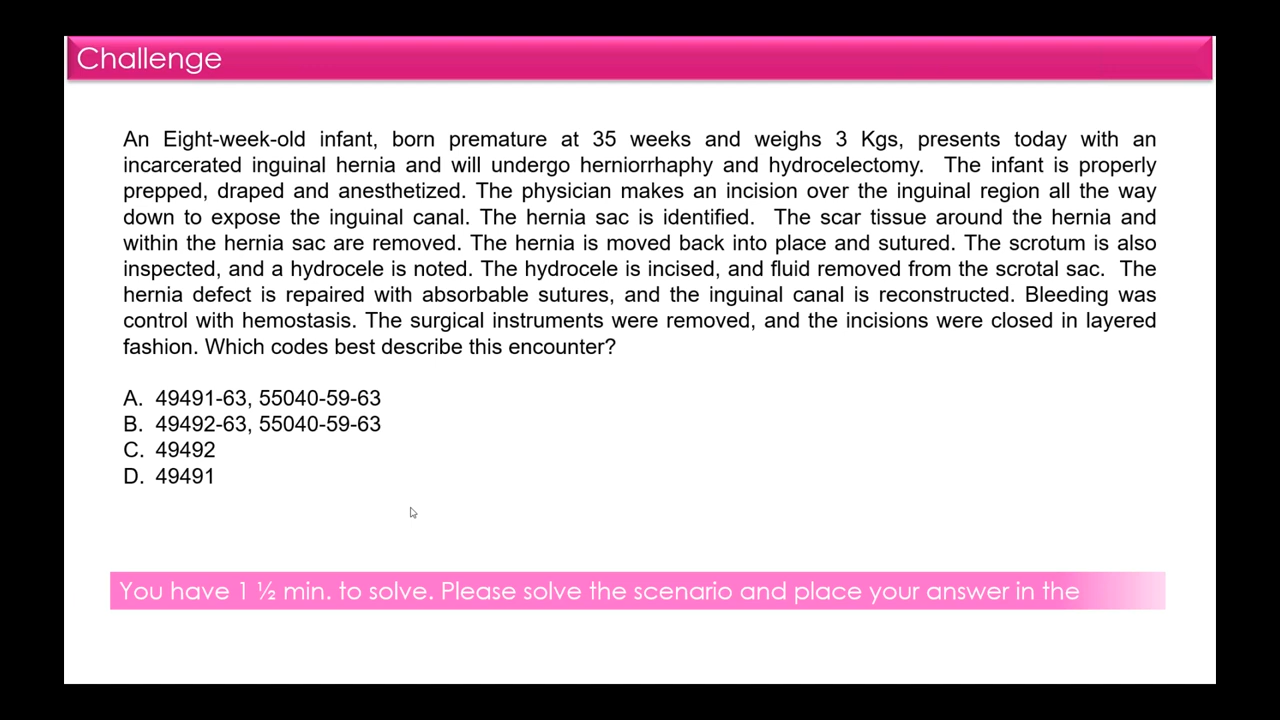 Challenge
An Eight-week-old infant, born premature at 35 weeks and weighs 3 Kgs, presents today with an
incarcerated inguinal hernia and will undergo herniorrhaphy and hydrocelectomy. The infant is properly
prepped, draped and anesthetized. The physician makes an incision over the inguinal region all the way
down to expose the inguinal canal. The hernia sac is identified. The scar tissue around the hernia and
within the hernia sac are removed. The hernia is moved back into place and sutured. The scrotum is also
inspected, and a hydrocele is noted. The hydrocele is incised, and fluid removed from the scrotal sac. The
hernia defect is repaired with absorbable sutures, and the inguinal canal is reconstructed. Bleeding was
control with hemostasis. The surgical instruments were removed, and the incisions were closed in layered
fashion. Which codes best describe this encounter?
A. 49491-63, 55040-59-63
B. 49492-63, 55040-59-63
C. 49492
D. 49491
You have 1 ½ min. to solve. Please solve the scenario and place your answer in the